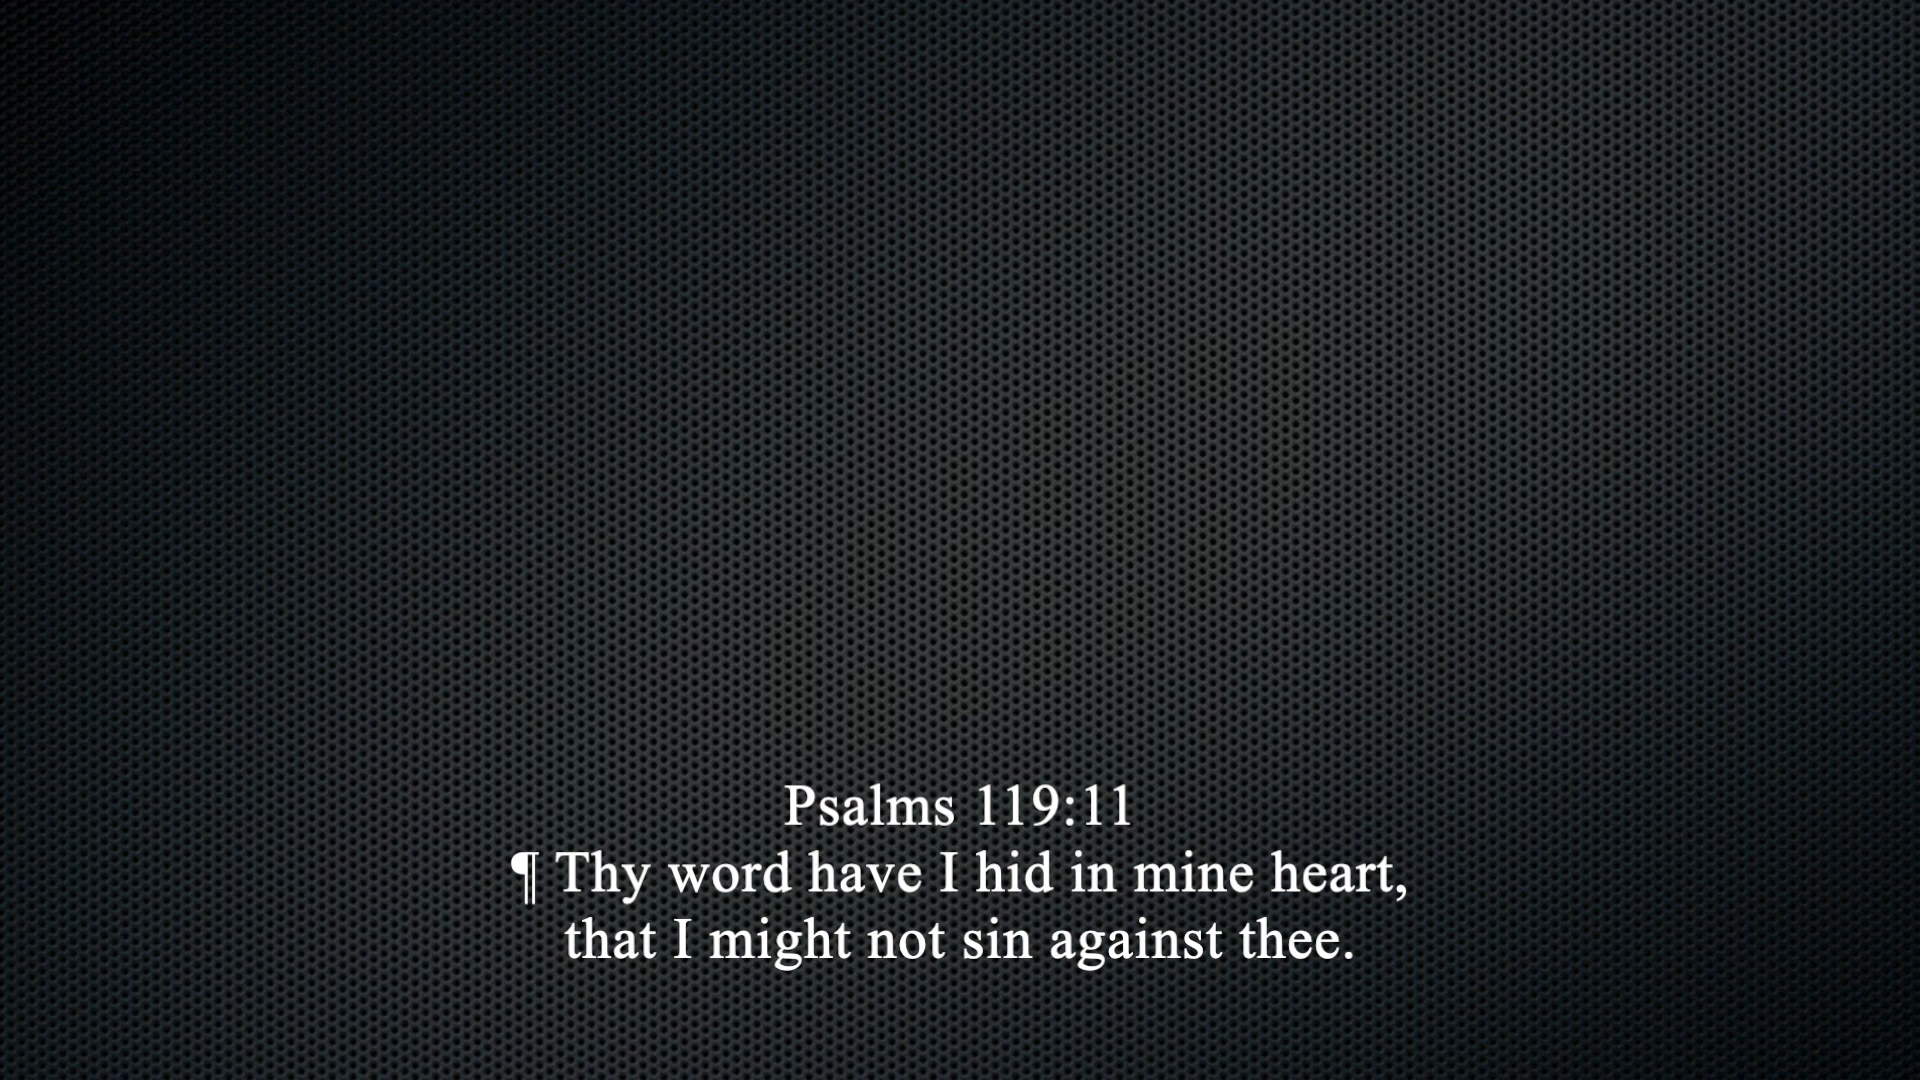 Psalms 119:11
¶ Thy word have I hid in mine heart,
that I might not sin against thee.